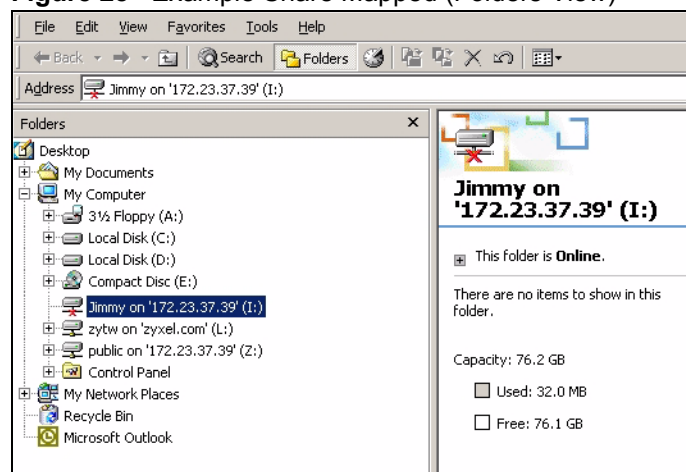 Figure 25 Example Share Mapped (Folders View)
File Edit View Favorites Tools Help
Back Search Folders
Address Jimmy on '172.23.37.39' (I:)
Folders
Desktop
My Documents
My Computer
3½ Floppy (A:)
Local Disk (C:)
Local Disk (D:)
Compact Disc (E:)
Jimmy on '172.23.37.39' (I:)
zytw on 'zyxel.com' (L:)
public on '172.23.37.39' (Z:)
Control Panel
My Network Places
Recycle Bin
Microsoft Outlook
Jimmy on
'172.23.37.39' (I:)
This folder is Online.
There are no items to show in this
folder.
Capacity: 76.2 GB
Used: 32.0 MB
Free: 76.1 GB